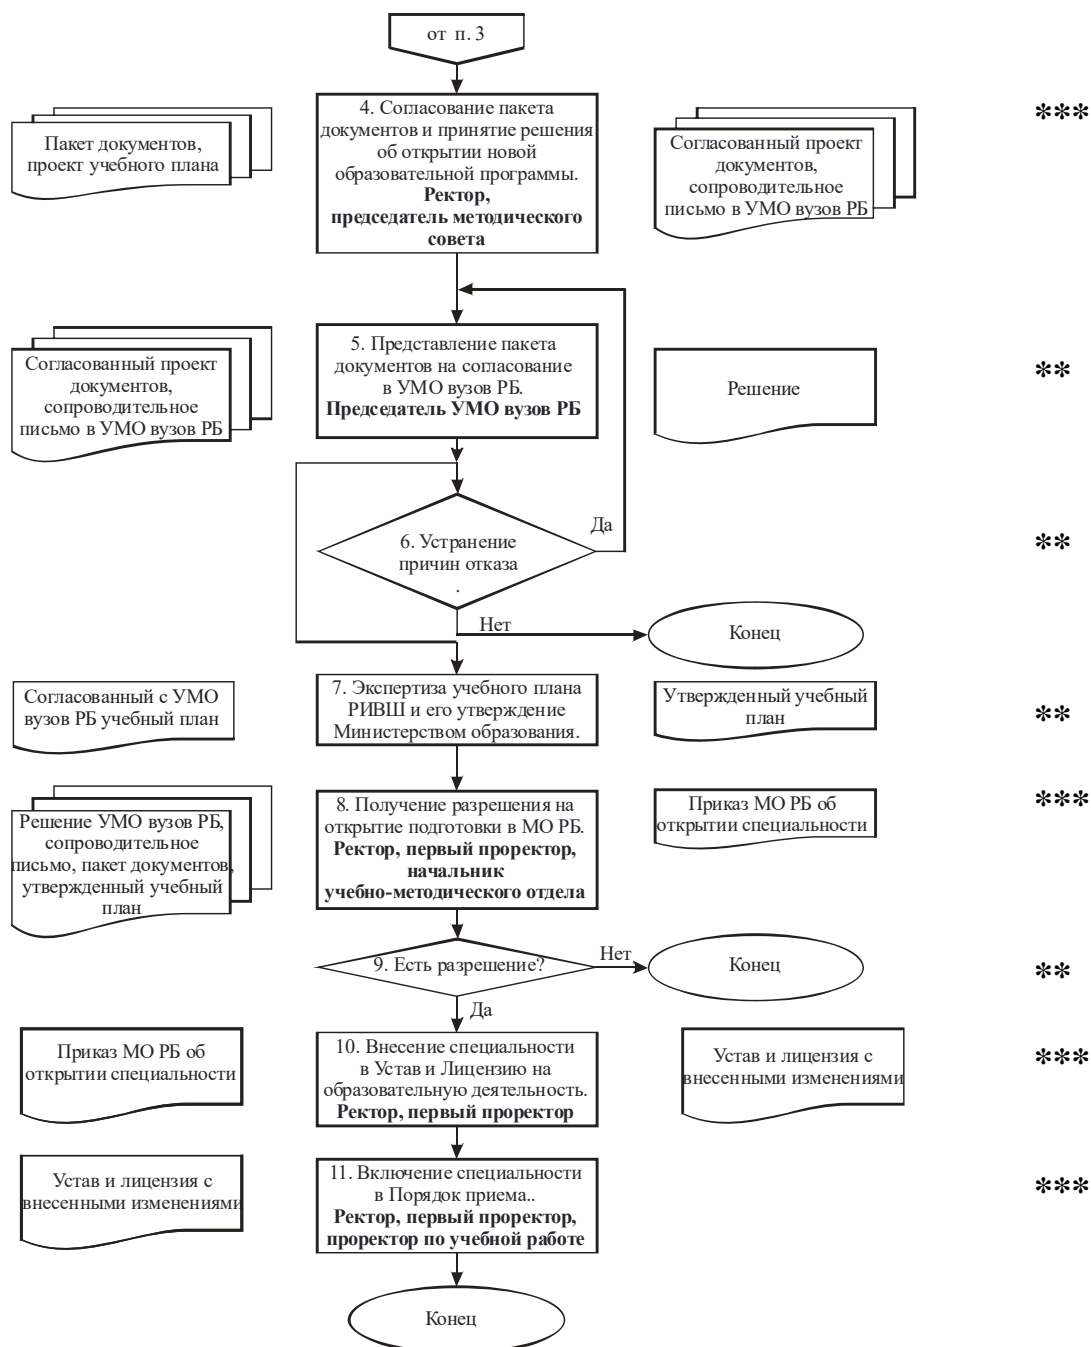 от п.3
4. Согласование пакета
документов и принятие решения
об открытии новой
образовательной программы.
Ректор,
председатель методического
совета
Пакет документов,
проект учебного плана
Согласованный проект
документов,
сопроводительное
письмо в УМО вузов РБ
***
5. Представление пакета
документов на согласование
в УМО вузов РБ.
Председатель УМО вузов РБ
Согласованный проект
документов,
сопроводительное
письмо в УМО вузов РБ
Решение
**
Да
6. Устранение
причин отказа
.
**
Нет
Конец
Согласованный с УМО
вузов РБ учебный план
7. Экспертиза учебного плана
РИВШ и его утверждение
Министерством образования.
Утвержденный учебный
план
**
Решение УМО вузов РБ,
сопроводительное
письмо, пакет документов,
утвержденный учебный
план
8. Получение разрешения на
открытие подготовки в МО РБ.
Ректор, первый проректор,
начальник
учебно-методического отдела
Приказ МО РБ об
открытии специальности
***
9. Есть разрешение?
Нет
Конец
**
Да
Приказ МО РБ об
открытии специальности
10. Внесение специальности
в Устав и Лицензию на
образовательную деятельность.
Ректор, первый проректор
Устав и лицензия с
внесенными изменениями
***
Устав и лицензия с
внесенными изменениями
11. Включение специальности
в Порядок приема..
Ректор, первый проректор,
проректор по учебной работе
***
Конец